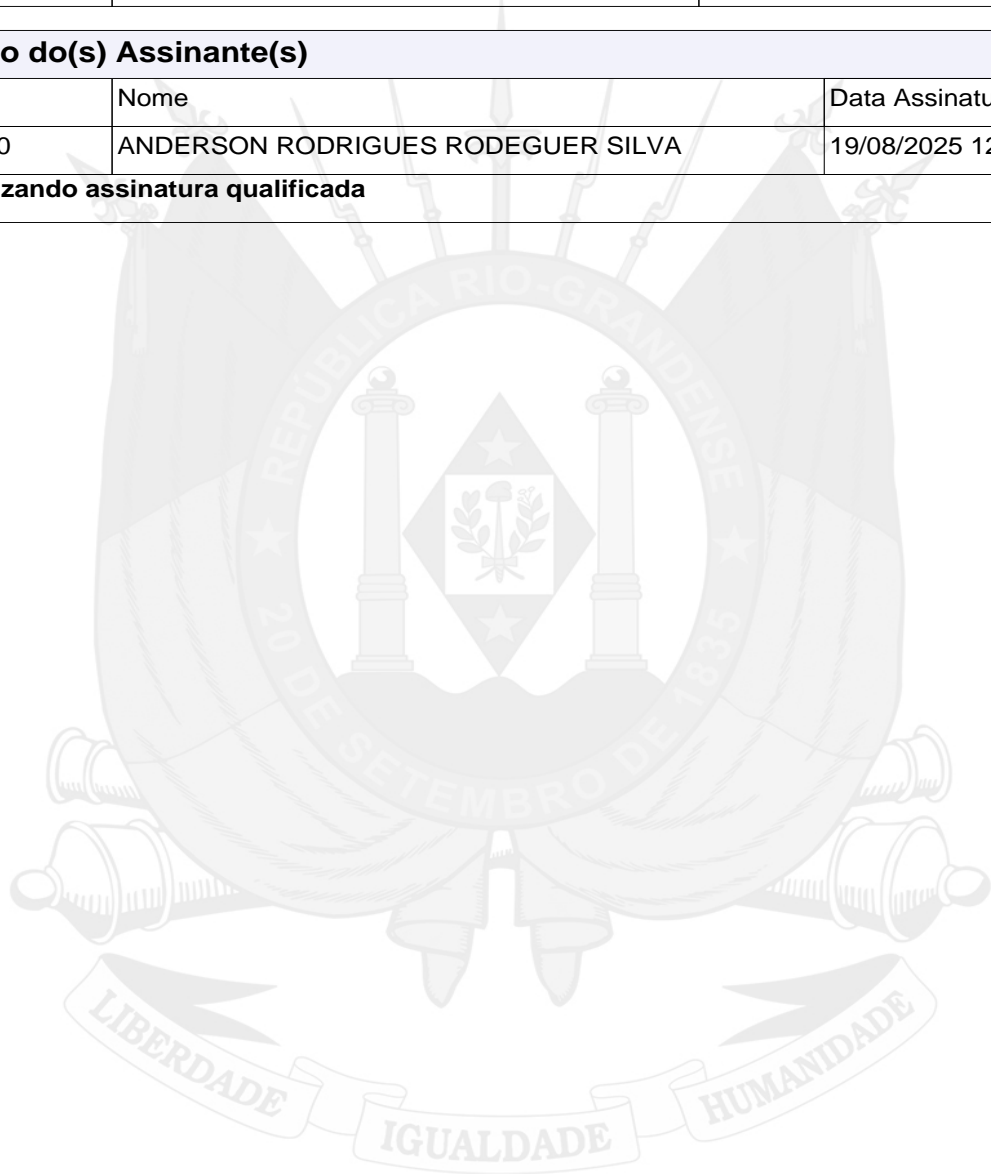 o do(s) Assinante(s)
Nome Data Assinatu
0 ANDERSON RODRIGUES RODEGUER SILVA 19/08/2025 12
zando assinatura qualificada
REPÚBLICA RIO-GRANDENSE
20 DE SETEMBRO DE 1835
LIBERDADE IGUALDADE HUMANIDADE